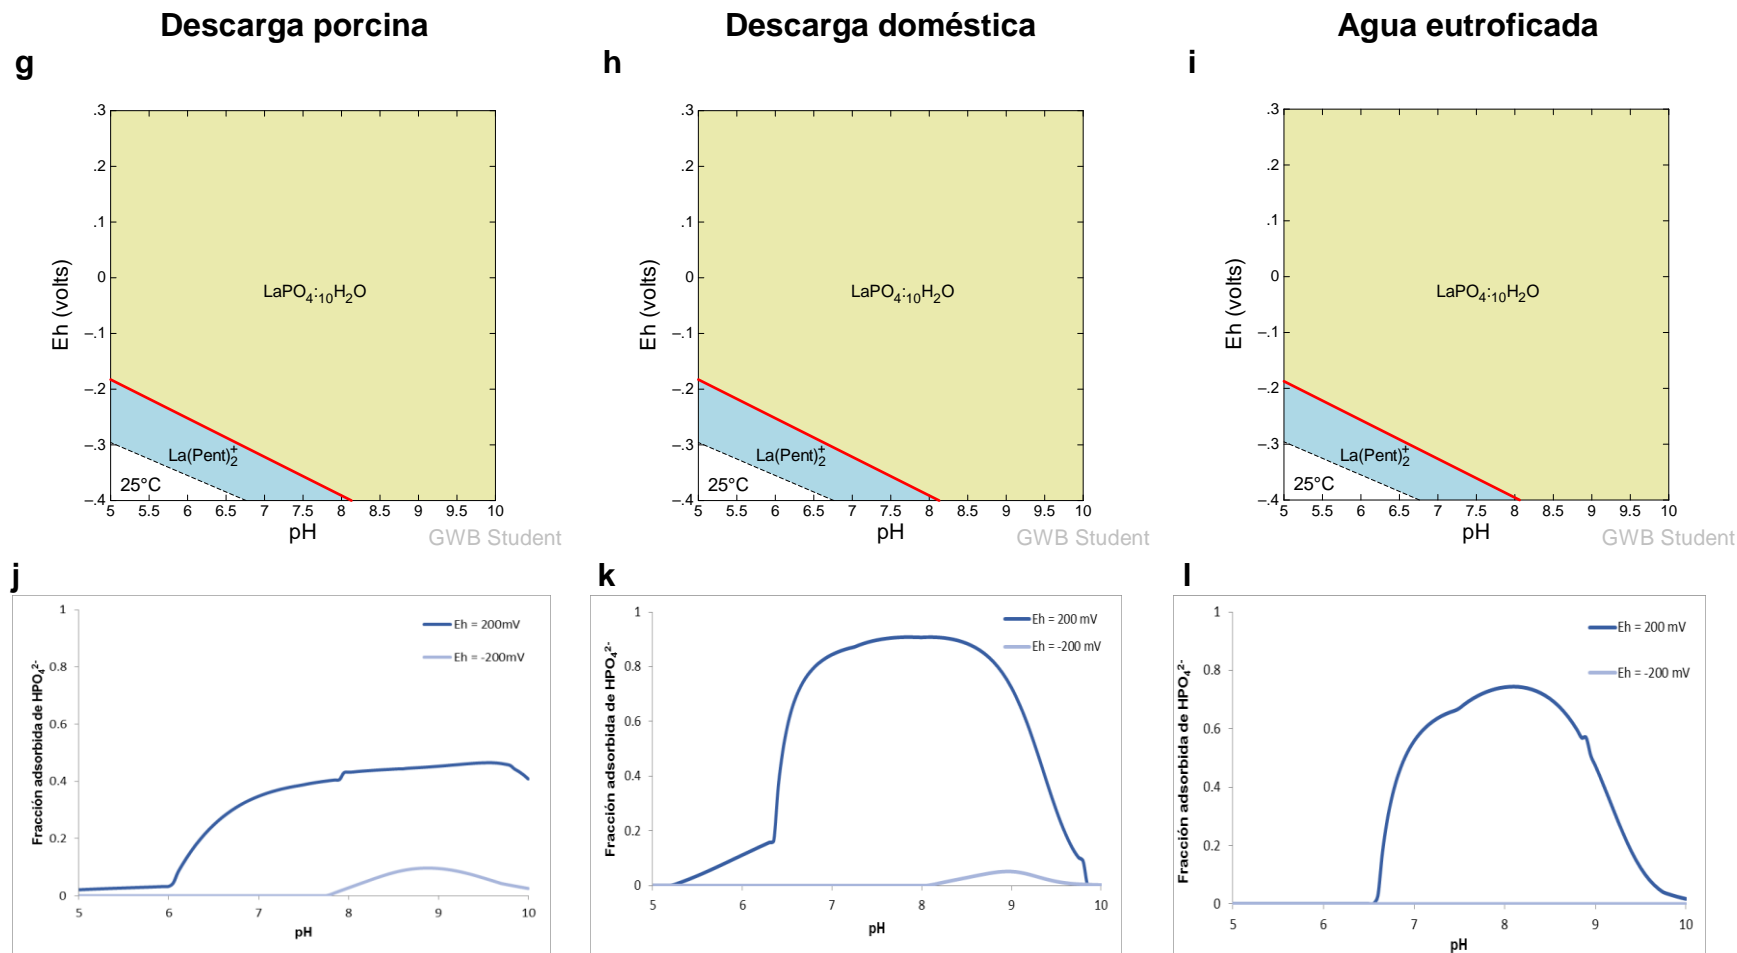 Descarga porcina
Descarga doméstica
Agua eutroficada
g
h
i
.3
.2
.1
0
–.1
–.2
–.3
–.4
Eh (volts)
LaPO4:10H2O
La(Pent)2+
25°C
5 5.5 6 6.5 7 7.5 8 8.5 9 9.5 10
pH
GWB Student
.3
.2
.1
0
–.1
–.2
–.3
–.4
Eh (volts)
LaPO4:10H2O
La(Pent)2+
25°C
5 5.5 6 6.5 7 7.5 8 8.5 9 9.5 10
pH
GWB Student
.3
.2
.1
0
–.1
–.2
–.3
–.4
Eh (volts)
LaPO4:10H2O
La(Pent)2+
25°C
5 5.5 6 6.5 7 7.5 8 8.5 9 9.5 10
pH
GWB Student
j
k
l
Fracción adsorbida de HPO42-
1
0.8
0.6
0.4
0.2
0
Eh = 200mV
Eh = -200mV
5 6 7 8 9 10
pH
Fracción adsorbida de HPO42-
1
0.8
0.6
0.4
0.2
0
Eh = 200 mV
Eh = -200 mV
5 6 7 8 9 10
pH
Fracción adsorbida de HPO42-
1
0.8
0.6
0.4
0.2
0
Eh = 200 mV
Eh = -200 mV
5 6 7 8 9 10
pH